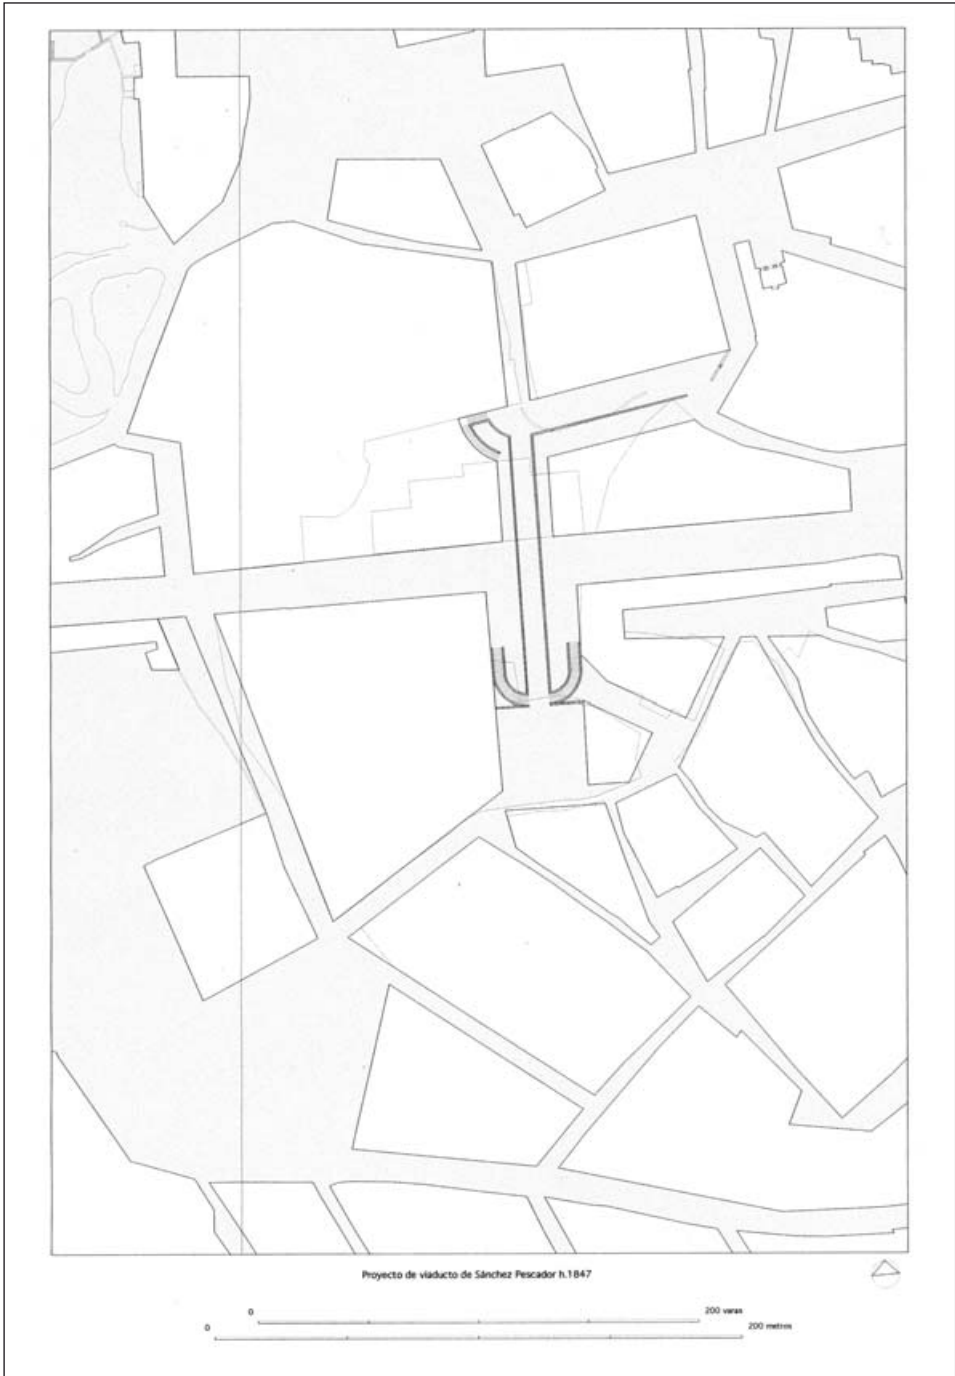 Proyecto de viaducto de Sánchez Pescador h.1847
0 200 varas
0 200 metros